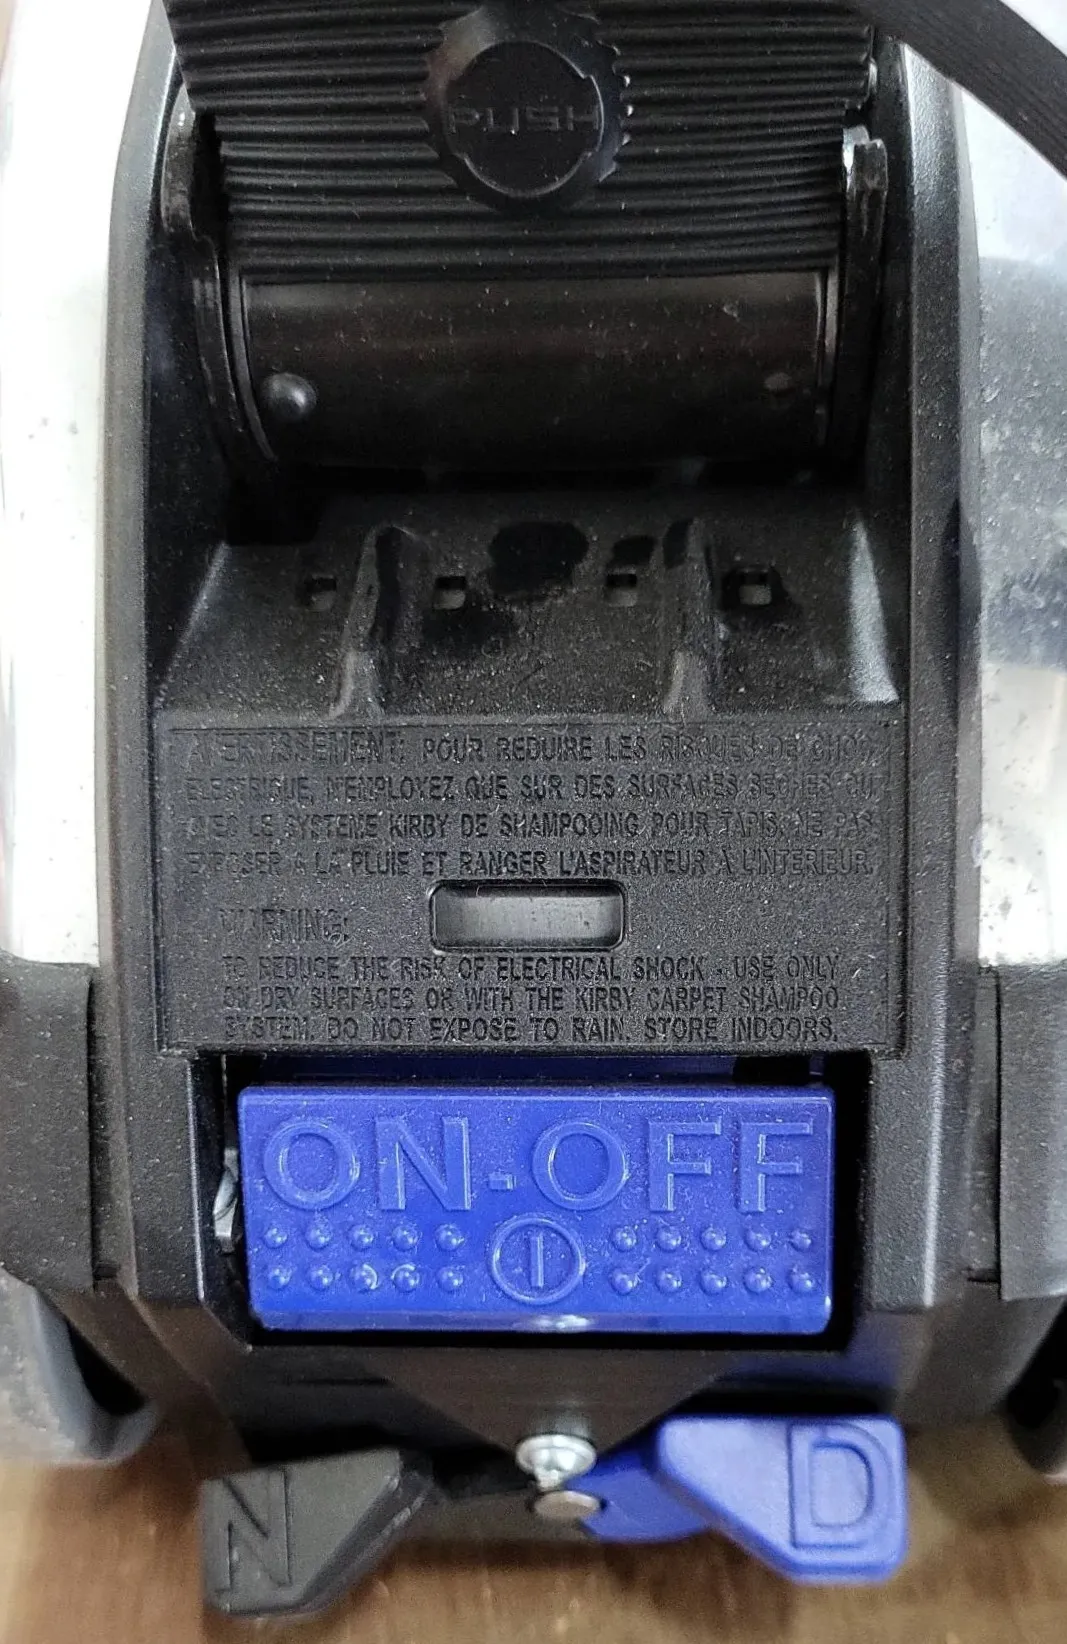 PUSH
AVERTISSEMENT: POUR REDUIRE LES RISQUES DE CHOC
ELECTRIQUE, N'EMPLOYEZ QUE SUR DES SURFACES SECHES OU
AVEC LE SYSTEME KIRBY DE SHAMPOOING POUR TAPIS. NE PAS
EXPOSER A LA PLUIE ET RANGER L'ASPIRATEUR À L'INTERIEUR.
WARNING:
TO REDUCE THE RISK OF ELECTRICAL SHOCK - USE ONLY
ON DRY SURFACES OR WITH THE KIRBY CARPET SHAMPOO
SYSTEM. DO NOT EXPOSE TO RAIN. STORE INDOORS.
ON-OFF
N D